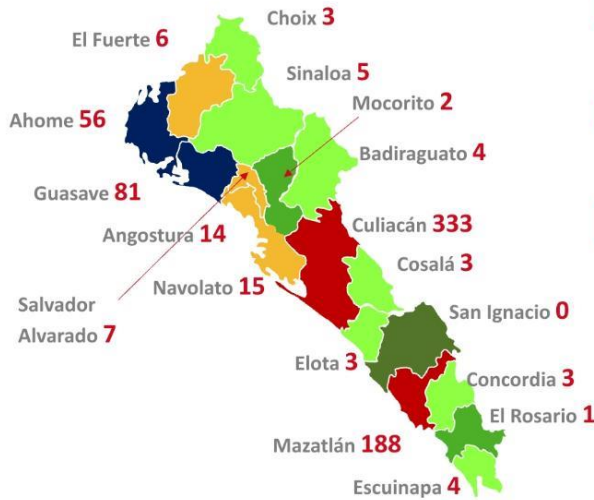 Choix 3
El Fuerte 6
Sinaloa 5
Mocorito 2
Ahome 56
Badiraguato 4
Guasave 81
Culiacán 333
Angostura 14
Cosalá 3
Navolato 15
Salvador
Alvarado 7
San Ignacio 0
Elota 3
Concordia 3
El Rosario 1
Mazatlán 188
Escuinapa 4